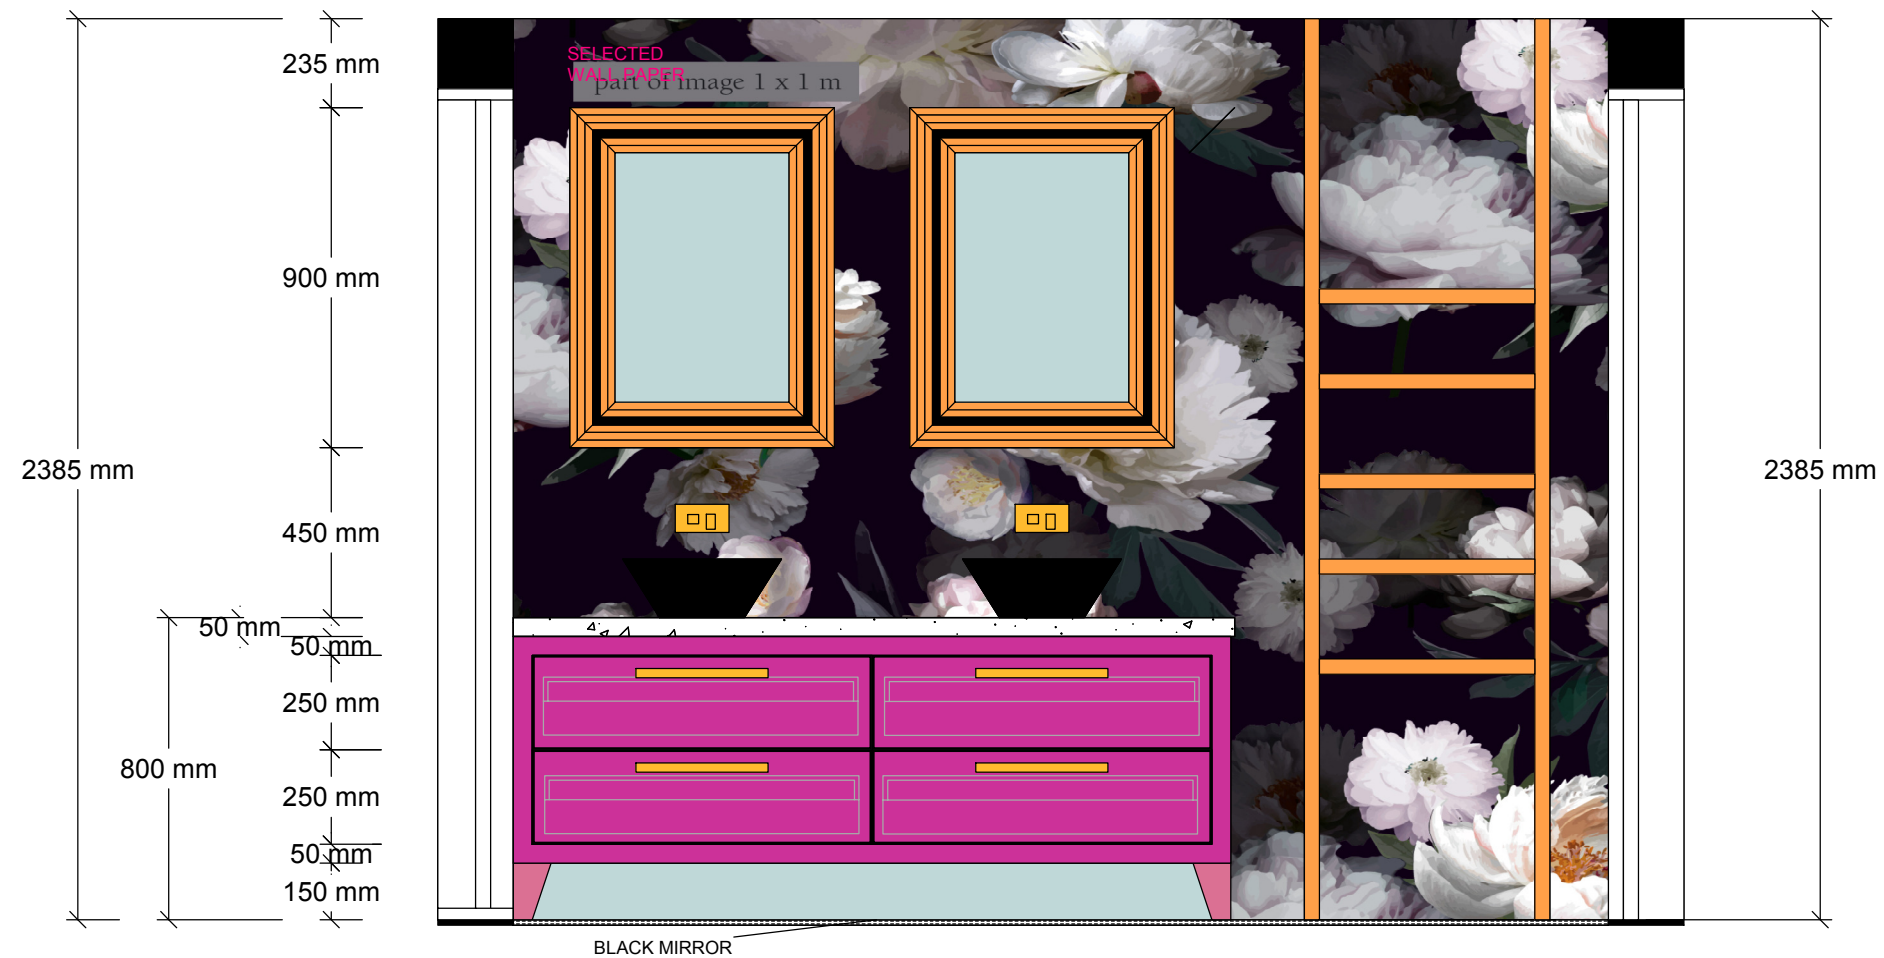 235 mm
SELECTED
WALL PAPER
part of image 1 x 1 m
900 mm
2385 mm
2385 mm
450 mm
50 mm
50 mm
250 mm
800 mm
250 mm
50 mm
150 mm
BLACK MIRROR